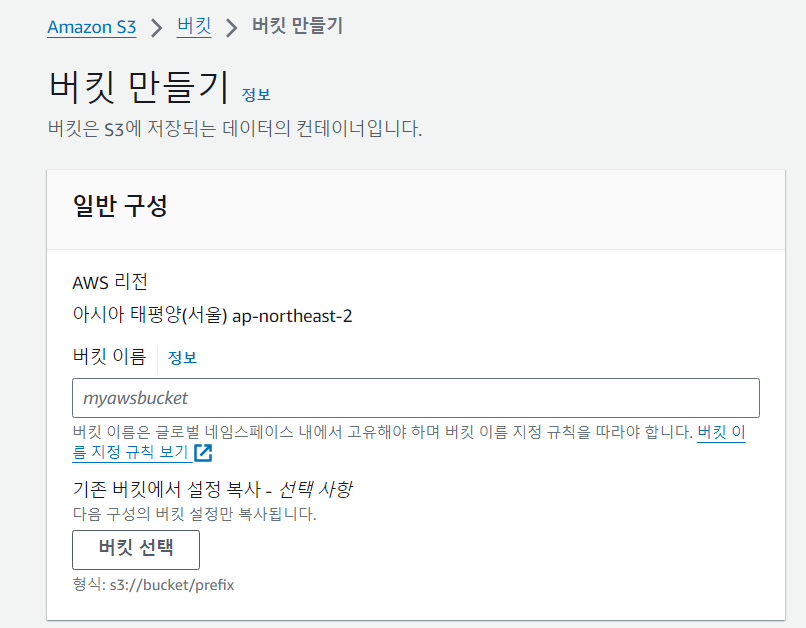 Amazon S3 > 버킷 > 버킷 만들기
버킷 만들기 정보
버킷은 S3에 저장되는 데이터의 컨테이너입니다.
일반 구성
AWS 리전
아시아 태평양(서울) ap-northeast-2
버킷 이름 정보
myawsbucket
버킷 이름은 글로벌 네임스페이스 내에서 고유해야 하며 버킷 이름 지정 규칙을 따라야 합니다. 버킷 이
름 지정 규칙 보기
기존 버킷에서 설정 복사 - 선택 사항
다음 구성의 버킷 설정만 복사됩니다.
버킷 선택
형식: s3://bucket/prefix